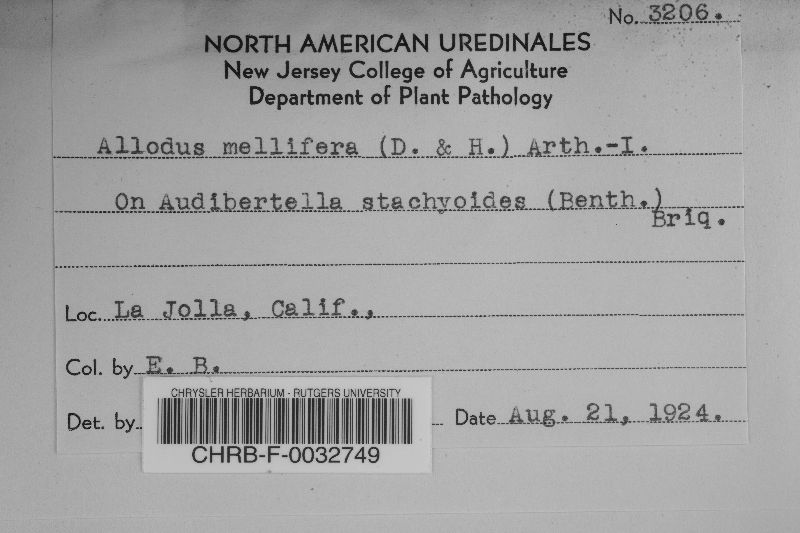 No. 3206.
NORTH AMERICAN UREDINALES
New Jersey College of Agriculture
Department of Plant Pathology
Allodus mellifera (D. & H.) Arth.-I.
On Audibertella stachyoides (Benth.)
Briq.
Loc. La Jolla, Calif.,
Col. by E. B.
Det. by Date Aug. 21, 1924.
CHRYSLER HERBARIUM - RUTGERS UNIVERSITY
CHRB-F-0032749